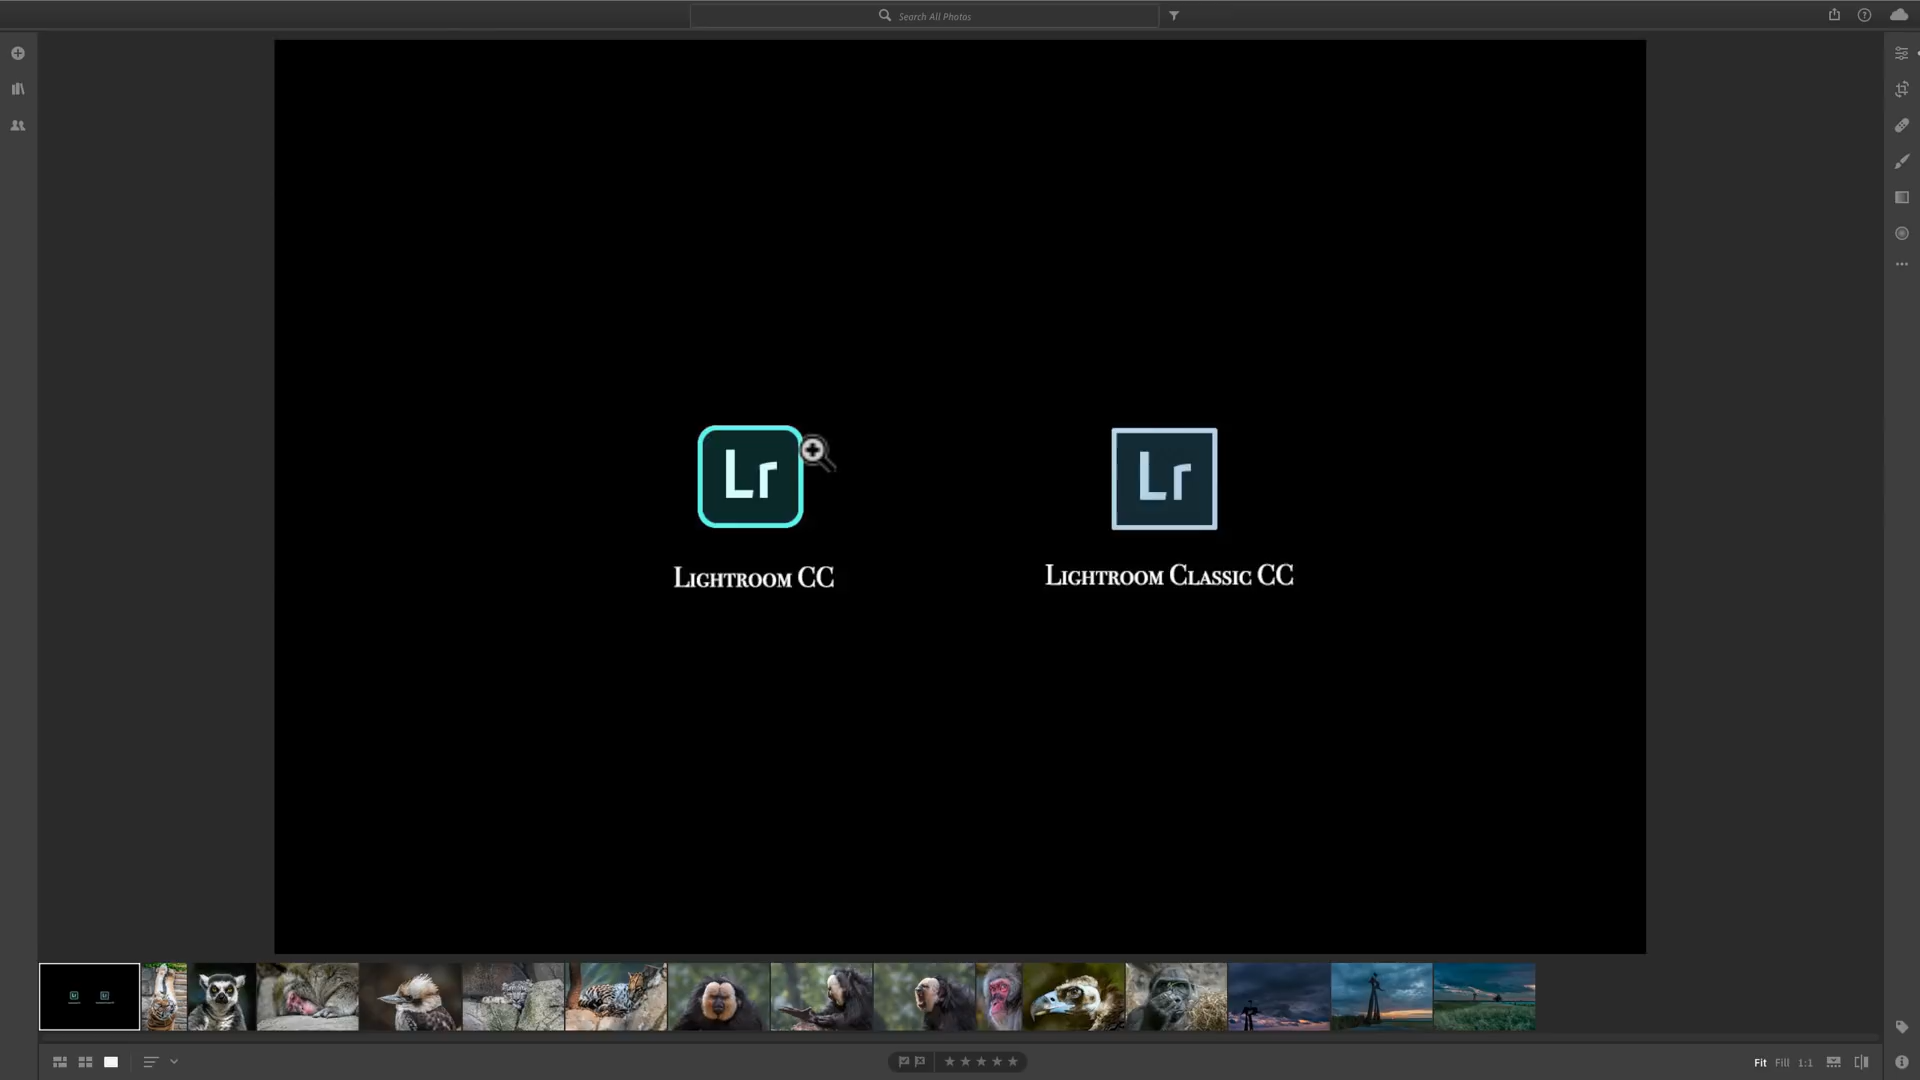 Search All Photos
Lr
Lr
Lightroom CC
Lightroom Classic CC
Fit Fill 1:1